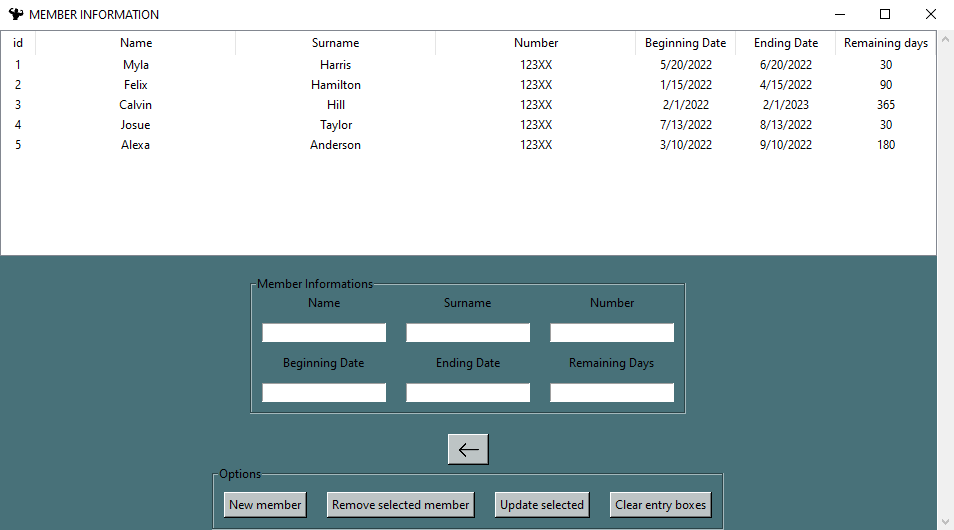 MEMBER INFORMATION
id Name Surname Number Beginning Date Ending Date Remaining days
1 Myla Harris 123XX 5/20/2022 6/20/2022 30
2 Felix Hamilton 123XX 1/15/2022 4/15/2022 90
3 Calvin Hill 123XX 2/1/2022 2/1/2023 365
4 Josue Taylor 123XX 7/13/2022 8/13/2022 30
5 Alexa Anderson 123XX 3/10/2022 9/10/2022 180
Member Informations
Name Surname Number
Beginning Date Ending Date Remaining Days
Options
New member Remove selected member Update selected Clear entry boxes